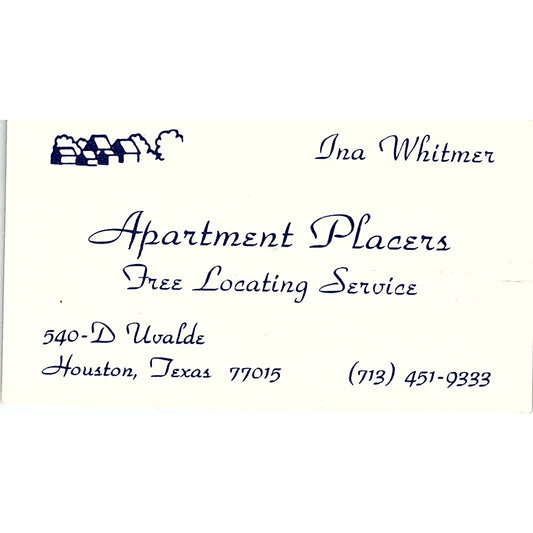 Ina Whitmer
Apartment Placers
Free Locating Service
540-D Uvalde
Houston, Texas 77015
(713) 451-9333